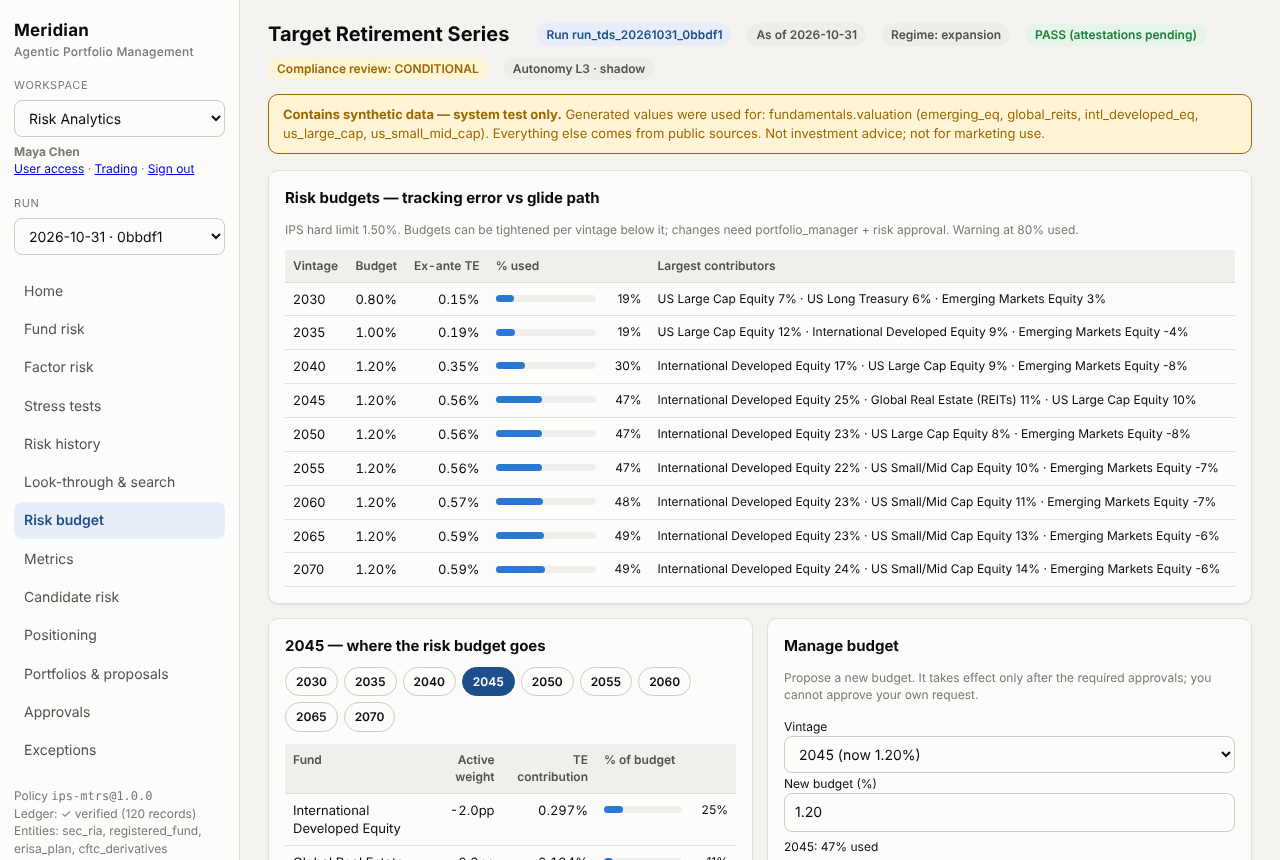 Meridian
Agentic Portfolio Management
WORKSPACE
Risk Analytics
Maya Chen
User access · Trading · Sign out
RUN
2026-10-31 · 0bbdf1
Home
Fund risk
Factor risk
Stress tests
Risk history
Look-through & search
Risk budget
Metrics
Candidate risk
Positioning
Portfolios & proposals
Approvals
Exceptions
Policy ips-mtrs@1.0.0
Ledger: ✓ verified (120 records)
Entities: sec_ria, registered_fund,
erisa_plan, cftc_derivatives
Target Retirement Series
Run run_tds_20261031_0bbdf1
As of 2026-10-31
Regime: expansion
PASS (attestations pending)
Compliance review: CONDITIONAL
Autonomy L3 · shadow
Contains synthetic data — system test only. Generated values were used for: fundamentals.valuation (emerging_eq, global_reits, intl_developed_eq,
us_large_cap, us_small_mid_cap). Everything else comes from public sources. Not investment advice; not for marketing use.
Risk budgets — tracking error vs glide path
IPS hard limit 1.50%. Budgets can be tightened per vintage below it; changes need portfolio_manager + risk approval. Warning at 80% used.
Vintage Budget Ex-ante TE % used Largest contributors
2030 0.80% 0.15% 19% US Large Cap Equity 7% · US Long Treasury 6% · Emerging Markets Equity 3%
2035 1.00% 0.19% 19% US Large Cap Equity 12% · International Developed Equity 9% · Emerging Markets Equity -4%
2040 1.20% 0.35% 30% International Developed Equity 17% · US Large Cap Equity 9% · Emerging Markets Equity -8%
2045 1.20% 0.56% 47% International Developed Equity 25% · Global Real Estate (REITs) 11% · US Large Cap Equity 10%
2050 1.20% 0.56% 47% International Developed Equity 23% · US Large Cap Equity 8% · Emerging Markets Equity -8%
2055 1.20% 0.56% 47% International Developed Equity 22% · US Small/Mid Cap Equity 10% · Emerging Markets Equity -7%
2060 1.20% 0.57% 48% International Developed Equity 23% · US Small/Mid Cap Equity 11% · Emerging Markets Equity -7%
2065 1.20% 0.59% 49% International Developed Equity 23% · US Small/Mid Cap Equity 13% · Emerging Markets Equity -6%
2070 1.20% 0.59% 49% International Developed Equity 24% · US Small/Mid Cap Equity 14% · Emerging Markets Equity -6%
2045 — where the risk budget goes
2030 2035 2040 2045 2050 2055 2060
2065 2070
Fund Active weight TE contribution % of budget
International Developed Equity -2.0pp 0.297% 25%
Manage budget
Propose a new budget. It takes effect only after the required approvals; you
cannot approve your own request.
Vintage
2045 (now 1.20%)
New budget (%)
1.20
2045: 47% used